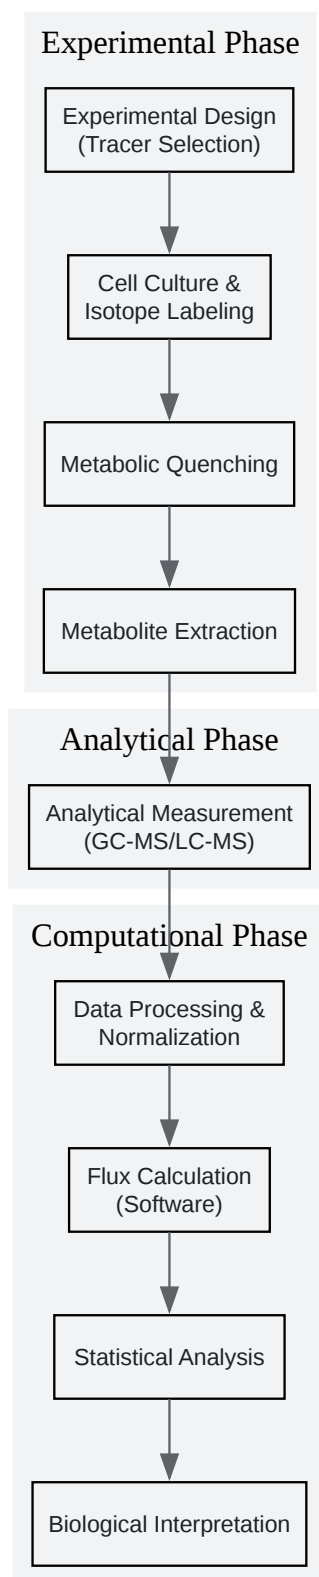 Experimental Phase
Experimental Design
(Tracer Selection)
Cell Culture &
Isotope Labeling
Metabolic Quenching
Metabolite Extraction
Analytical Phase
Analytical Measurement
(GC-MS/LC-MS)
Computational Phase
Data Processing &
Normalization
Flux Calculation
(Software)
Statistical Analysis
Biological Interpretation